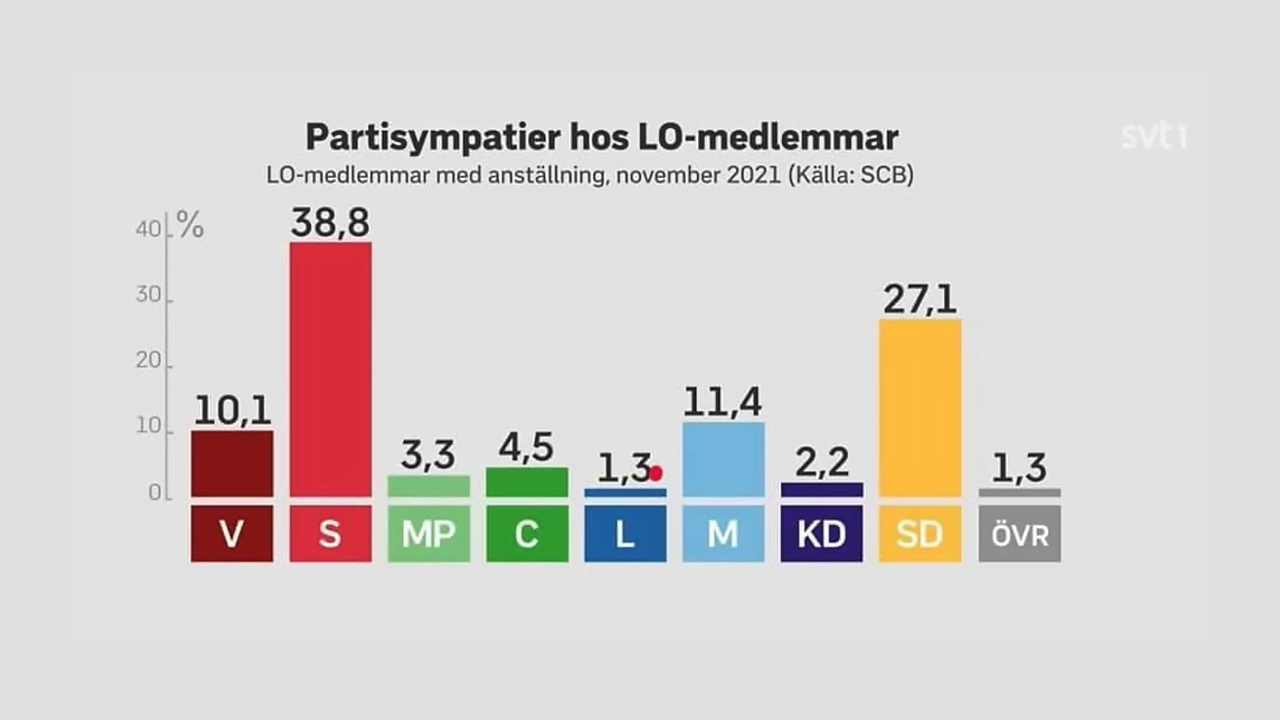 Partisympatier hos LO-medlemmar
svt1
LO-medlemmar med anställning, november 2021 (Källa: SCB)
40 %
30
20
10
0
10,1
38,8
3,3
4,5
1,3
11,4
2,2
27,1
1,3
V
S
MP
C
L
M
KD
SD
ÖVR